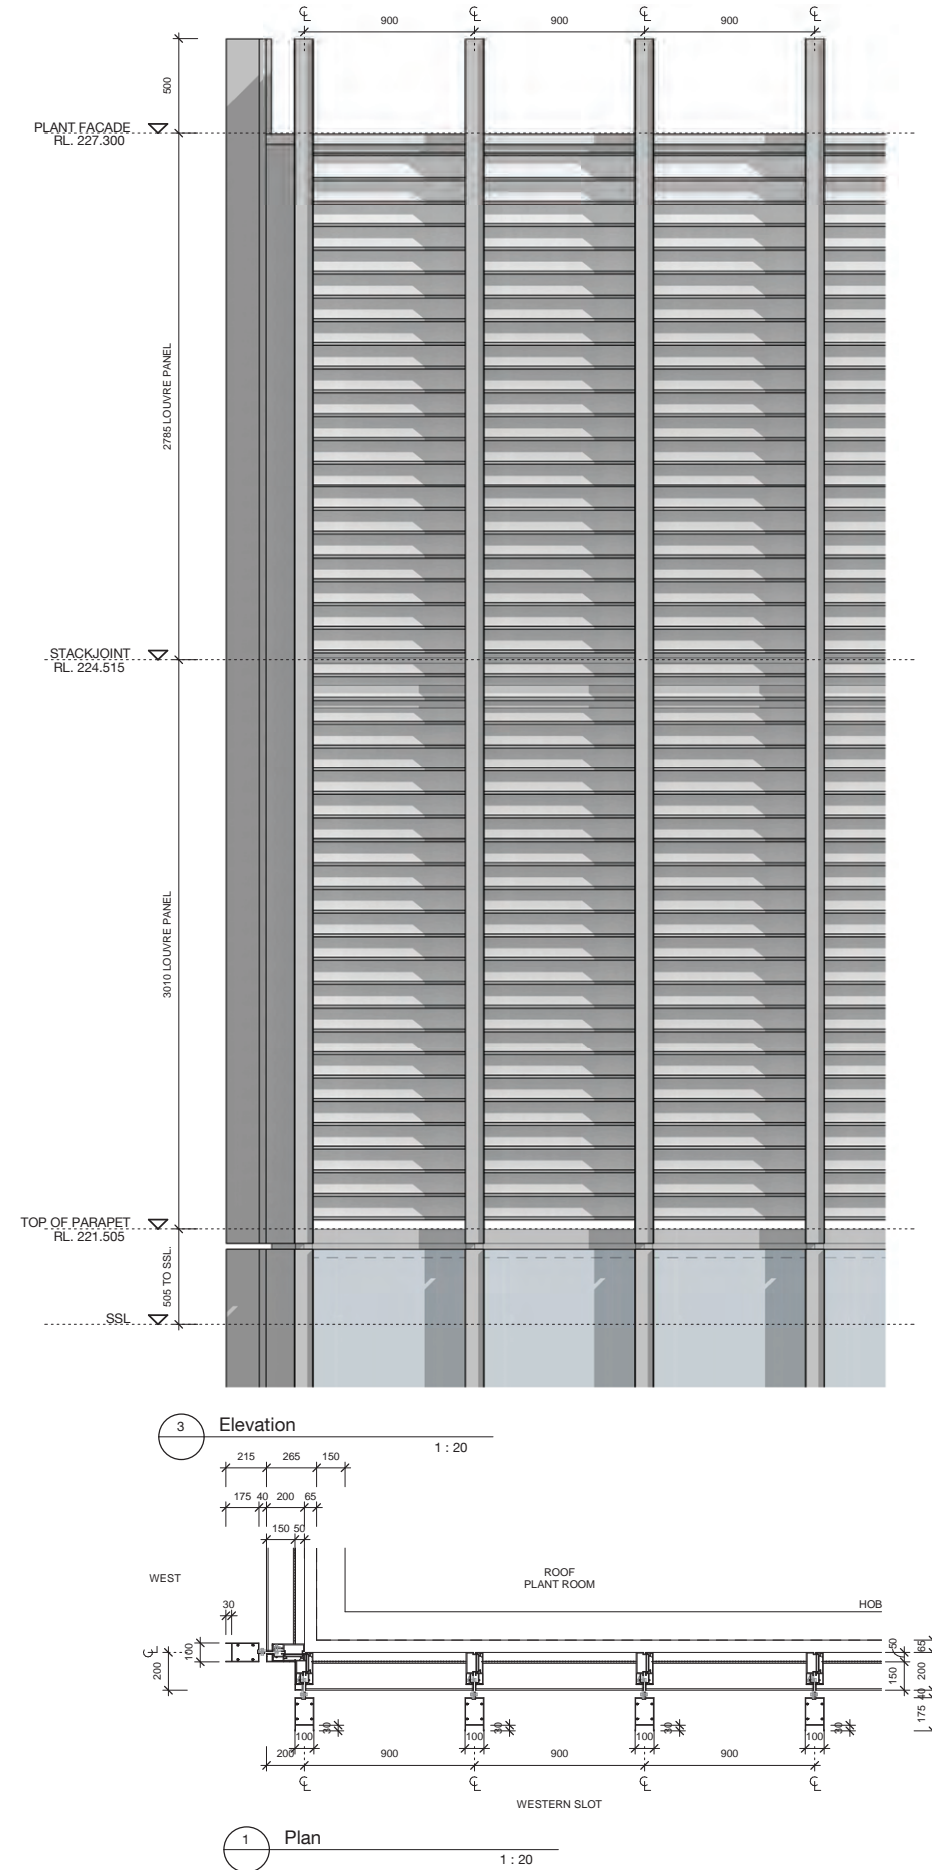 ℄ ℄ ℄ ℄
900 900 900
500
PLANT FACADE
RL. 227.300
2785 LOUVRE PANEL
STACKJOINT
RL. 224.515
3010 LOUVRE PANEL
TOP OF PARAPET
RL. 221.505
505 TO SSL.
SSL
3 Elevation
1 : 20
215 265 150
175 40 200 65
150 50
WEST
ROOF
PLANT ROOM
HOB
30
℄
100
200
50 65
150 200
40
175
30 30 30 30
100 100 100 100
200 900 900 900
℄ ℄ ℄ ℄
WESTERN SLOT
1 Plan
1 : 20